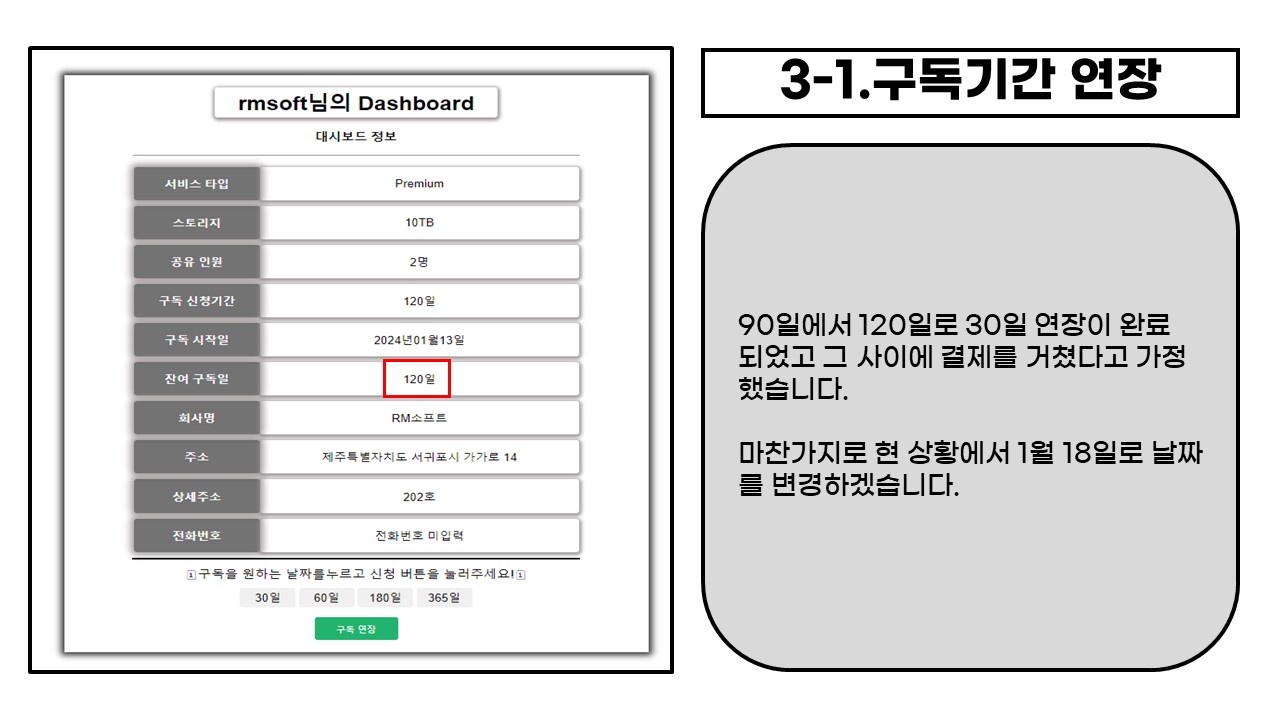 rmsoft님의 Dashboard
대시보드 정보
서비스 타입 Premium
스토리지 10TB
공유 인원 2명
구독 신청기간 120일
구독 시작일 2024년01월13일
잔여 구독일 120일
회사명 RM소프트
주소 제주특별자치도 서귀포시 가가로 14
상세주소 202호
전화번호 전화번호 미입력
1구독을 원하는 날짜를누르고 신청 버튼을 눌러주세요!1
30일 60일 180일 365일
구독 연장
3-1.구독기간 연장
90일에서 120일로 30일 연장이 완료
되었고 그 사이에 결제를 거쳤다고 가정
했습니다.
마찬가지로 현 상황에서 1월 18일로 날짜
를 변경하겠습니다.